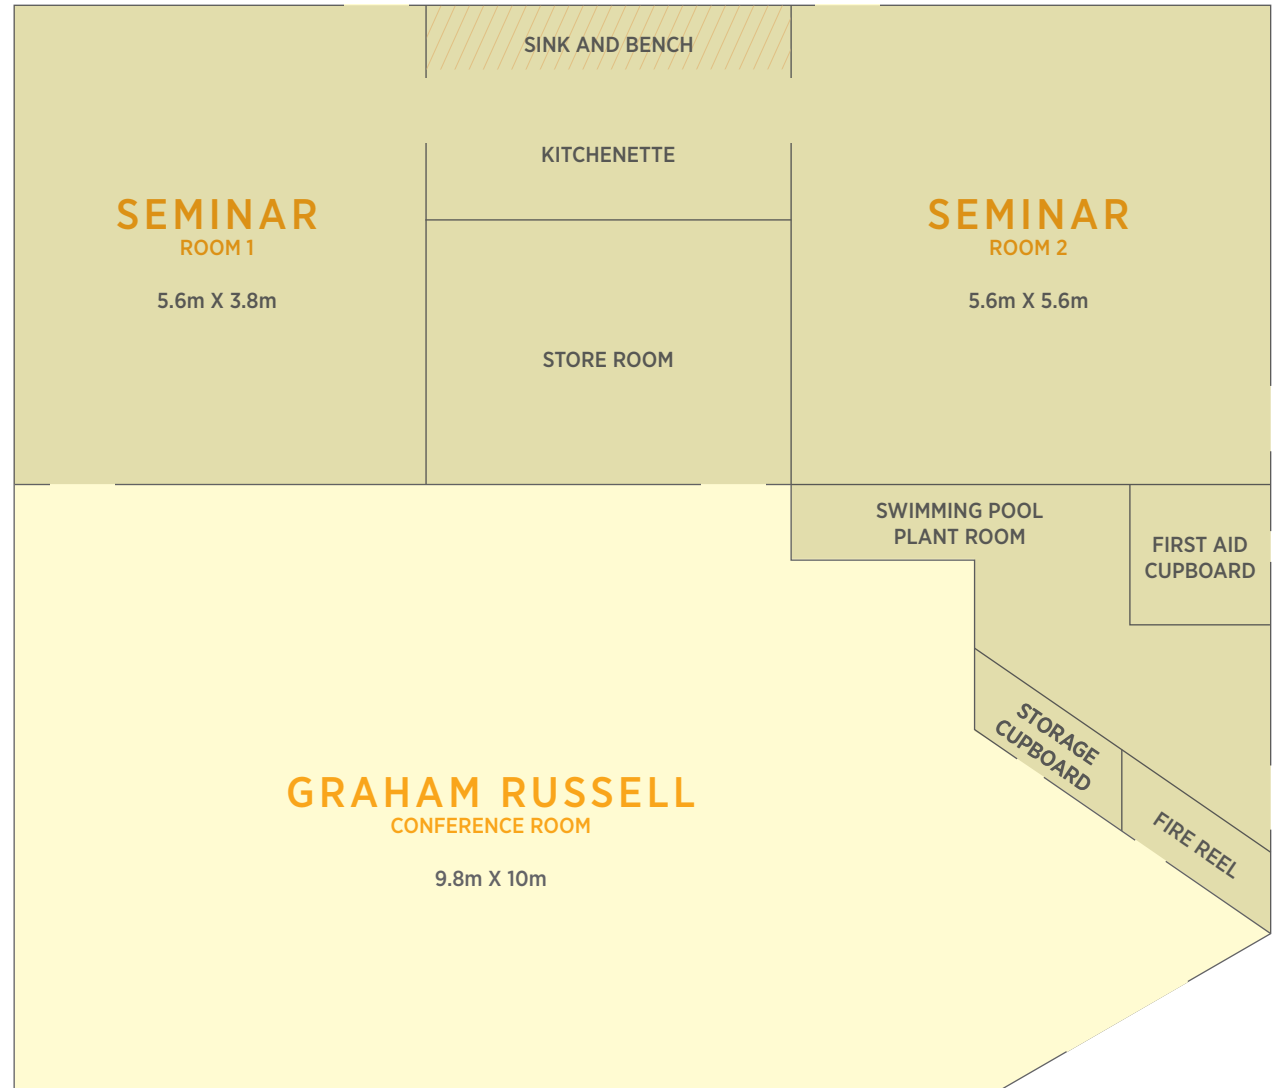 SINK AND BENCH
KITCHENETTE
SEMINAR
ROOM 1
5.6m X 3.8m
SEMINAR
ROOM 2
5.6m X 5.6m
STORE ROOM
SWIMMING POOL
PLANT ROOM
FIRST AID
CUPBOARD
STORAGE
CUPBOARD
FIRE REEL
GRAHAM RUSSELL
CONFERENCE ROOM
9.8m X 10m